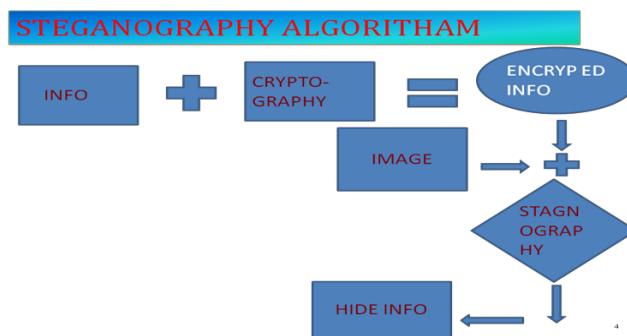 STEGANOGRAPHY ALGORITHAM
INFO
CRYPTO-
GRAPHY
ENCRYP ED
INFO
IMAGE
STAGN
OGRAP
HY
HIDE INFO
4